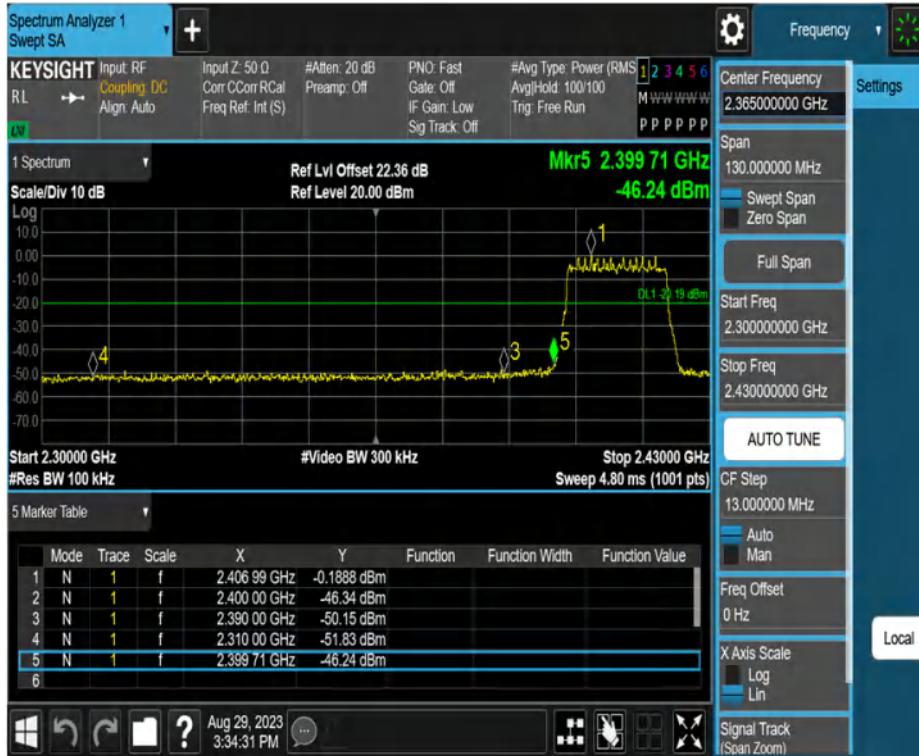 Spectrum Analyzer 1
Swept SA
+
Frequency
KEYSIGHT
RL
LXI
Input: RF
Coupling: DC
Align: Auto
Input Z: 50 Ω
Corr CCorr RCal
Freq Ref: Int (S)
#Atten: 20 dB
Preamp: Off
PNO: Fast
Gate: Off
IF Gain: Low
Sig Track: Off
#Avg Type: Power (RMS
Avg|Hold: 100/100
Trig: Free Run
1 2 3 4 5 6
M W W W W W
P P P P P P
1 Spectrum
Scale/Div 10 dB
Ref Lvl Offset 22.36 dB
Ref Level 20.00 dBm
Mkr5 2.399 71 GHz
-46.24 dBm
Log
10.0
0.00
-10.0
-20.0
-30.0
-40.0
-50.0
-60.0
-70.0
1
DL1 -20.19 dBm
4
3
5
Start 2.30000 GHz
#Video BW 300 kHz
Stop 2.43000 GHz
#Res BW 100 kHz
Sweep 4.80 ms (1001 pts)
5 Marker Table
Mode Trace Scale X Y Function Function Width Function Value
1 N 1 f 2.406 99 GHz -0.1888 dBm
2 N 1 f 2.400 00 GHz -46.34 dBm
3 N 1 f 2.390 00 GHz -50.15 dBm
4 N 1 f 2.310 00 GHz -51.83 dBm
5 N 1 f 2.399 71 GHz -46.24 dBm
6
?
Aug 29, 2023
3:34:31 PM
Center Frequency
2.365000000 GHz
Span
130.000000 MHz
Swept Span
Zero Span
Full Span
Start Freq
2.300000000 GHz
Stop Freq
2.430000000 GHz
AUTO TUNE
CF Step
13.000000 MHz
Auto
Man
Freq Offset
0 Hz
X Axis Scale
Log
Lin
Signal Track
(Span Zoom)
Settings
Local